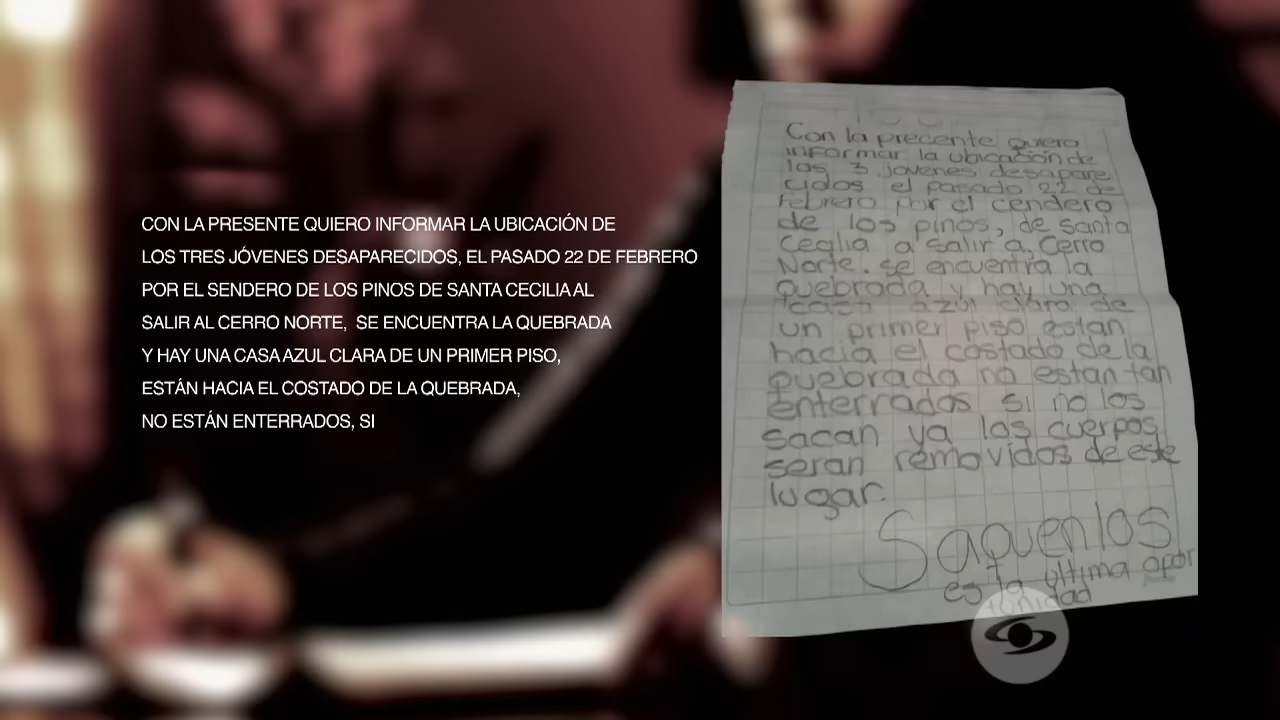 CON LA PRESENTE QUIERO INFORMAR LA UBICACIÓN DE
LOS TRES JÓVENES DESAPARECIDOS, EL PASADO 22 DE FEBRERO
POR EL SENDERO DE LOS PINOS DE SANTA CECILIA AL
SALIR AL CERRO NORTE, SE ENCUENTRA LA QUEBRADA
Y HAY UNA CASA AZUL CLARA DE UN PRIMER PISO,
ESTÁN HACIA EL COSTADO DE LA QUEBRADA,
NO ESTÁN ENTERRADOS, SI
Con la precente quiero
informar la ubicación de
los 3 jovenes desapare
cidos el pasado 22 de
Febrero por el cendero
de los pinos, de santa
Ceglia a salir a, Cerro
Norte. se encuentra la
quebrada y hay una
casa azul clara de
un primer piso estan
hacia el costado de la
quebrada no estan tan
enterrados si no los
sacan ya los cuerpos
seran removidos de ese
lugar.
Saquenlos
es la ultima opor
tunidad